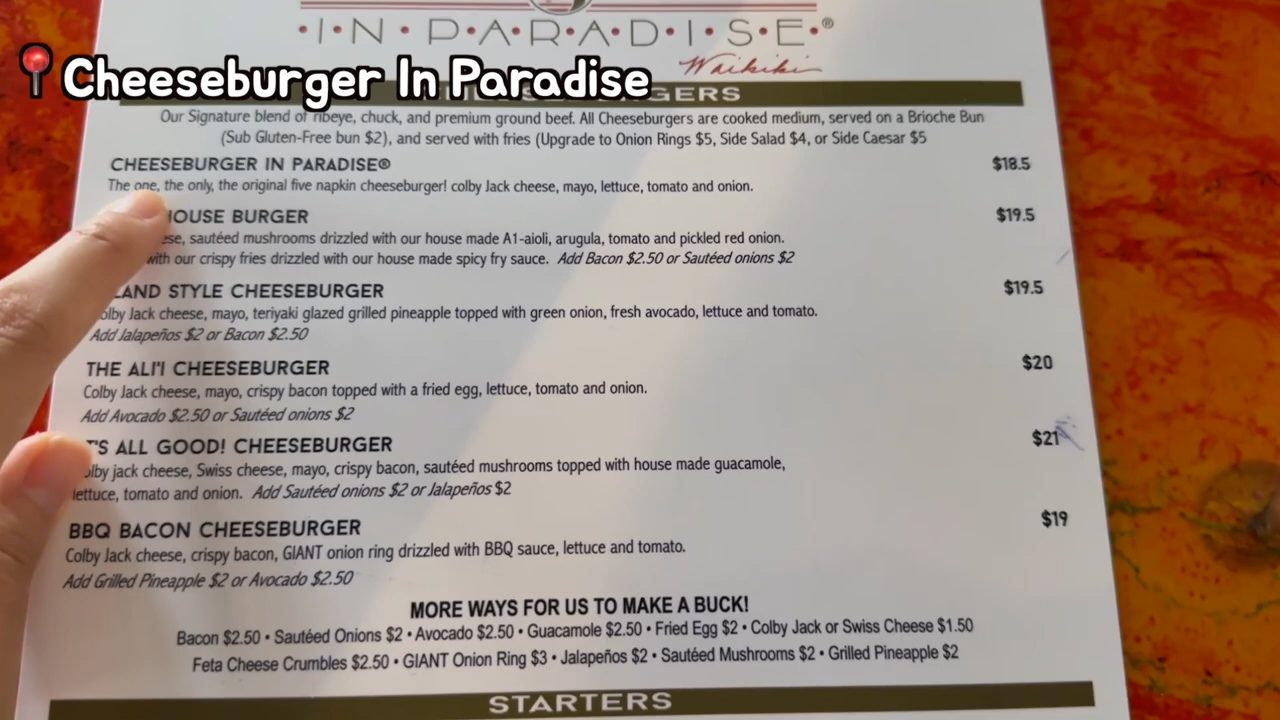 ·I·N·P·A·R·A·D·I·S·E·®
Waikiki
📍Cheeseburger In Paradise
Our Signature blend of ribeye, chuck, and premium ground beef. All Cheeseburgers are cooked medium, served on a Brioche Bun
(Sub Gluten-Free bun $2), and served with fries (Upgrade to Onion Rings $5, Side Salad $4, or Side Caesar $5
CHEESEBURGER IN PARADISE® $18.5
The one, the only, the original five napkin cheeseburger! colby Jack cheese, mayo, lettuce, tomato and onion.
HOUSE BURGER $19.5
sautéed mushrooms drizzled with our house made A1-aioli, arugula, tomato and pickled red onion.
with our crispy fries drizzled with our house made spicy fry sauce. Add Bacon $2.50 or Sautéed onions $2
LAND STYLE CHEESEBURGER $19.5
olby Jack cheese, mayo, teriyaki glazed grilled pineapple topped with green onion, fresh avocado, lettuce and tomato.
Add Jalapeños $2 or Bacon $2.50
THE ALI'I CHEESEBURGER $20
Colby Jack cheese, mayo, crispy bacon topped with a fried egg, lettuce, tomato and onion.
Add Avocado $2.50 or Sautéed onions $2
T'S ALL GOOD! CHEESEBURGER $21
olby jack cheese, Swiss cheese, mayo, crispy bacon, sautéed mushrooms topped with house made guacamole,
lettuce, tomato and onion. Add Sautéed onions $2 or Jalapeños $2
BBQ BACON CHEESEBURGER $19
Colby Jack cheese, crispy bacon, GIANT onion ring drizzled with BBQ sauce, lettuce and tomato.
Add Grilled Pineapple $2 or Avocado $2.50
MORE WAYS FOR US TO MAKE A BUCK!
Bacon $2.50 • Sautéed Onions $2 • Avocado $2.50 • Guacamole $2.50 • Fried Egg $2 • Colby Jack or Swiss Cheese $1.50
Feta Cheese Crumbles $2.50 • GIANT Onion Ring $3 • Jalapeños $2 • Sautéed Mushrooms $2 • Grilled Pineapple $2
STARTERS